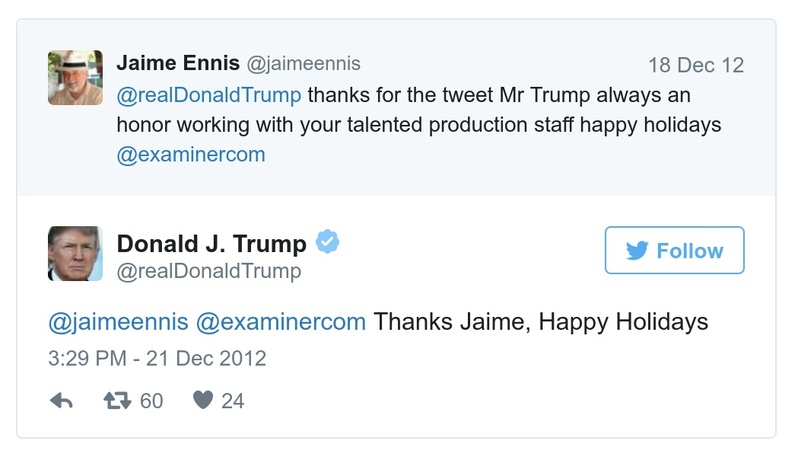 Jaime Ennis @jaimeennis 18 Dec 12
@realDonaldTrump thanks for the tweet Mr Trump always an
honor working with your talented production staff happy holidays
@examinercom
Donald J. Trump
Follow
@realDonaldTrump
@jaimeennis @examinercom Thanks Jaime, Happy Holidays
3:29 PM - 21 Dec 2012
60 24